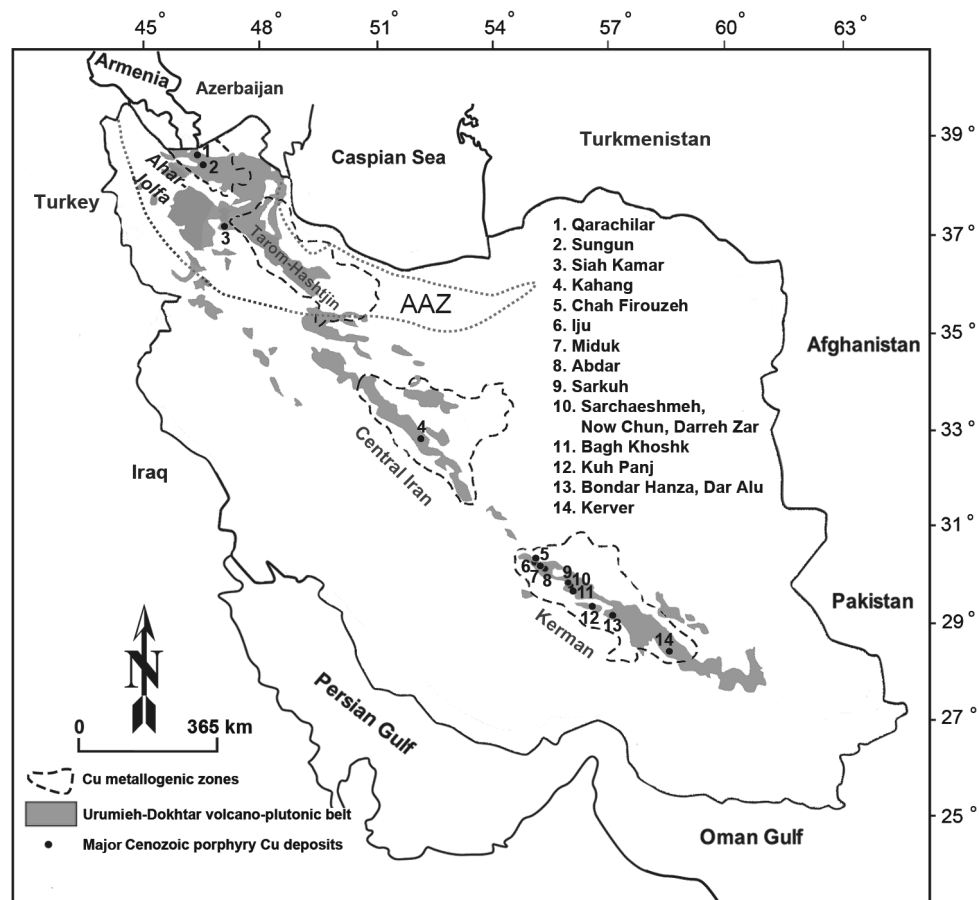 45° 48° 51° 54° 57° 60° 63°
Armenia
Azerbaijan
39°
Turkmenistan
Caspian Sea
1
2
Ahar-
Jolfa
Turkey
3
Tarom-Hashtjin
37°
AAZ
1. Qarachilar
2. Sungun
3. Siah Kamar
4. Kahang
5. Chah Firouzeh
6. Iju
7. Miduk
8. Abdar
9. Sarkuh
10. Sarchaeshmeh,
Now Chun, Darreh Zar
11. Bagh Khoshk
12. Kuh Panj
13. Bondar Hanza, Dar Alu
14. Kerver
35°
Afghanistan
4
Central Iran
33°
Iraq
31°
5
6
7
8
9
10
11
12
13
14
Kerman
Pakistan
29°
N
Persian Gulf
27°
0 365 km
Cu metallogenic zones
Urumieh-Dokhtar volcano-plutonic belt
Major Cenozoic porphyry Cu deposits
25°
Oman Gulf